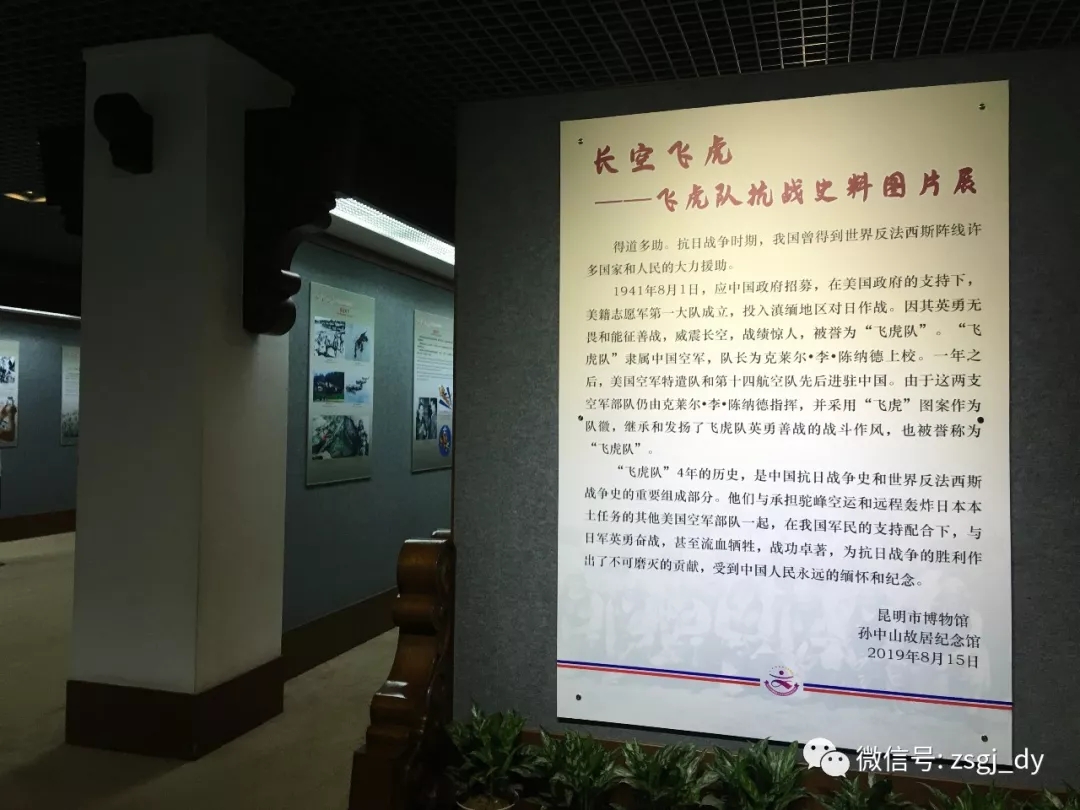 长空飞虎
——飞虎队抗战史料图片展
得道多助。抗日战争时期，我国曾得到世界反法西斯阵线许
多国家和人民的大力援助。
1941年8月1日，应中国政府招募，在美国政府的支持下，
美籍志愿军第一大队成立，投入滇缅地区对日作战。因其英勇无
畏和能征善战，威震长空，战绩惊人，被誉为“飞虎队”。“飞
虎队”隶属中国空军，队长为克莱尔•李•陈纳德上校。一年之
后，美国空军特遣队和第十四航空队先后进驻中国。由于这两支
空军部队仍由克莱尔•李•陈纳德指挥，并采用“飞虎”图案作为
队徽，继承和发扬了飞虎队英勇善战的战斗作风，也被誉称为
“飞虎队”。
“飞虎队”4年的历史，是中国抗日战争史和世界反法西斯
战争史的重要组成部分。他们与承担驼峰空运和远程轰炸日本本
土任务的其他美国空军部队一起，在我国军民的支持配合下，与
日军英勇奋战，甚至流血牺牲，战功卓著，为抗日战争的胜利作
出了不可磨灭的贡献，受到中国人民永远的缅怀和纪念。
昆明市博物馆
孙中山故居纪念馆
2019年8月15日
微信号: zsgj_dy